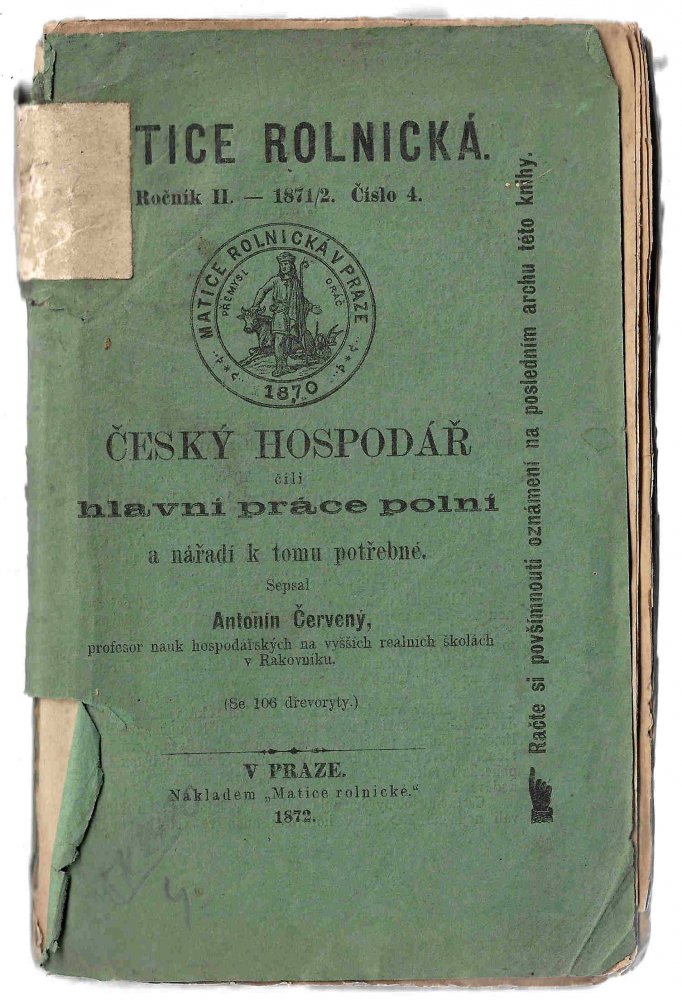 TICE ROLNICKÁ.
Ročník II. — 1871/2. Číslo 4.
MATICE ROLNICKÁ V PRAZE
PŘEMYSL ORÁČ
1870
ČESKÝ HOSPODÁŘ
čili
hlavní práce polní
a nářadí k tomu potřebné.
Sepsal
Antonín Červený,
profesor nauk hospodářských na vyšších realních školách
v Rakovníku.
(Se 106 dřevoryty.)
V PRAZE.
Nákladem „Matice rolnické.“
1872.
Račte si povšímnouti oznámení na posledním archu této knihy.